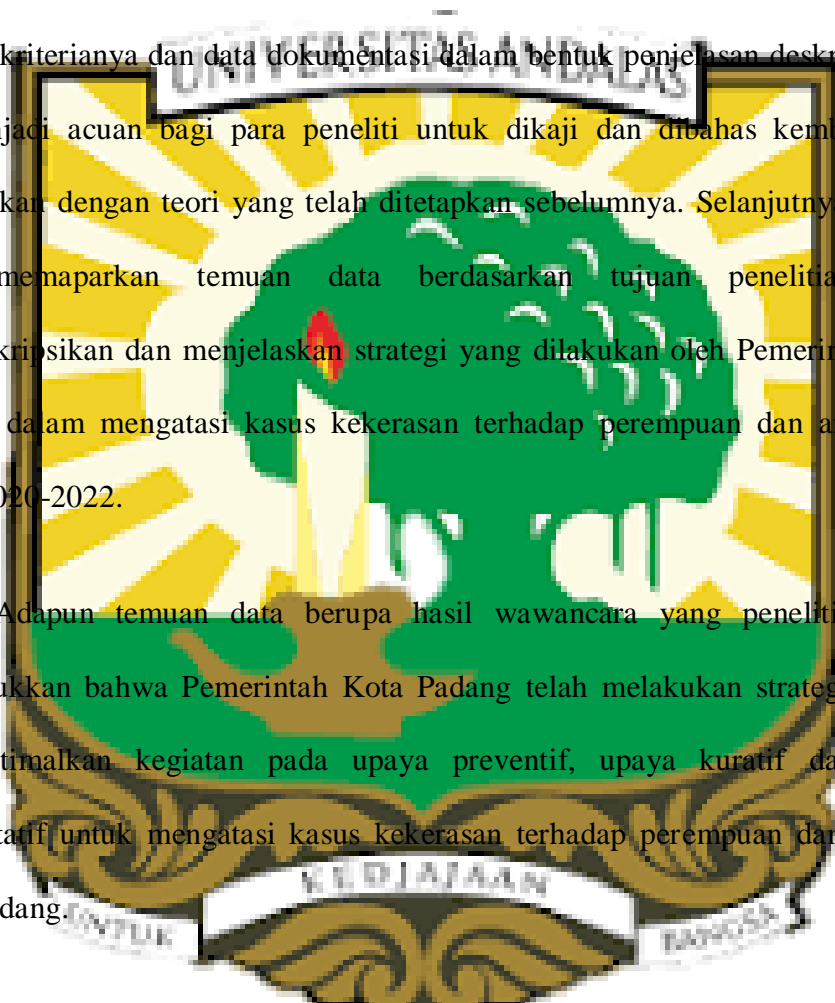 UNIVERSITAS ANDALAS
kriterianya dan data dokumentasi dalam bentuk penjelasan deskr
njadi acuan bagi para peneliti untuk dikaji dan dibahas kemb
kan dengan teori yang telah ditetapkan sebelumnya. Selanjutny
memaparkan temuan data berdasarkan tujuan penelitia
kripsikan dan menjelaskan strategi yang dilakukan oleh Pemerin
dalam mengatasi kasus kekerasan terhadap perempuan dan a
020-2022.
Adapun temuan data berupa hasil wawancara yang peneliti
ukkan bahwa Pemerintah Kota Padang telah melakukan strateg
timalkan kegiatan pada upaya preventif, upaya kuratif da
tatif untuk mengatasi kasus kekerasan terhadap perempuan dan
KEDJAJAAN
dang.
UNTUK BANGSA